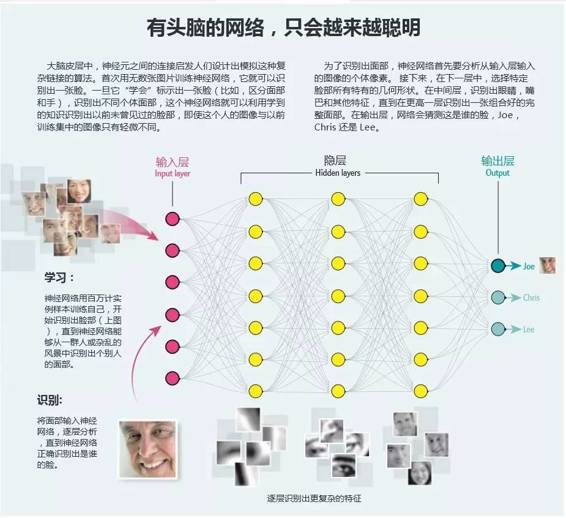 有头脑的网络，只会越来越聪明
大脑皮层中，神经元之间的连接启发人们设计出模拟这种复
杂链接的算法。首次用无数张图片训练神经网络，它就可以识别
出一张脸。一旦它“学会”标示出一张脸（比如，区分面部
和手），识别出不同个体面部，这个神经网络就可以利用学到
的知识识别出以前未曾见过的脸部，即使这个人的图像与以前
训练集中的图像只有轻微不同。
为了识别出面部，神经网络首先要分析从输入层输入
的图像的个体像素。接下来，在下一层中，选择特定
脸部所有特有的几何形状。在中间层，识别出眼睛，嘴
巴和其他特征，直到在更高一层识别出一张组合好的完
整面部。在输出层，网络会猜测这是谁的脸，Joe，
Chris 还是 Lee。
输入层
Input layer
隐层
Hidden layers
输出层
Output
Joe
Chris
Lee
学习：
神经网络用百万计实
例样本训练自己，开
始识别出脸部（上图
），直到神经网络能
够从一群人或杂乱的
风景中识别出个别人
的面部。
识别:
将面部输入神经
网络，逐层分析
，直到神经网络
正确识别出是谁
的脸。
逐层识别出更复杂的特征